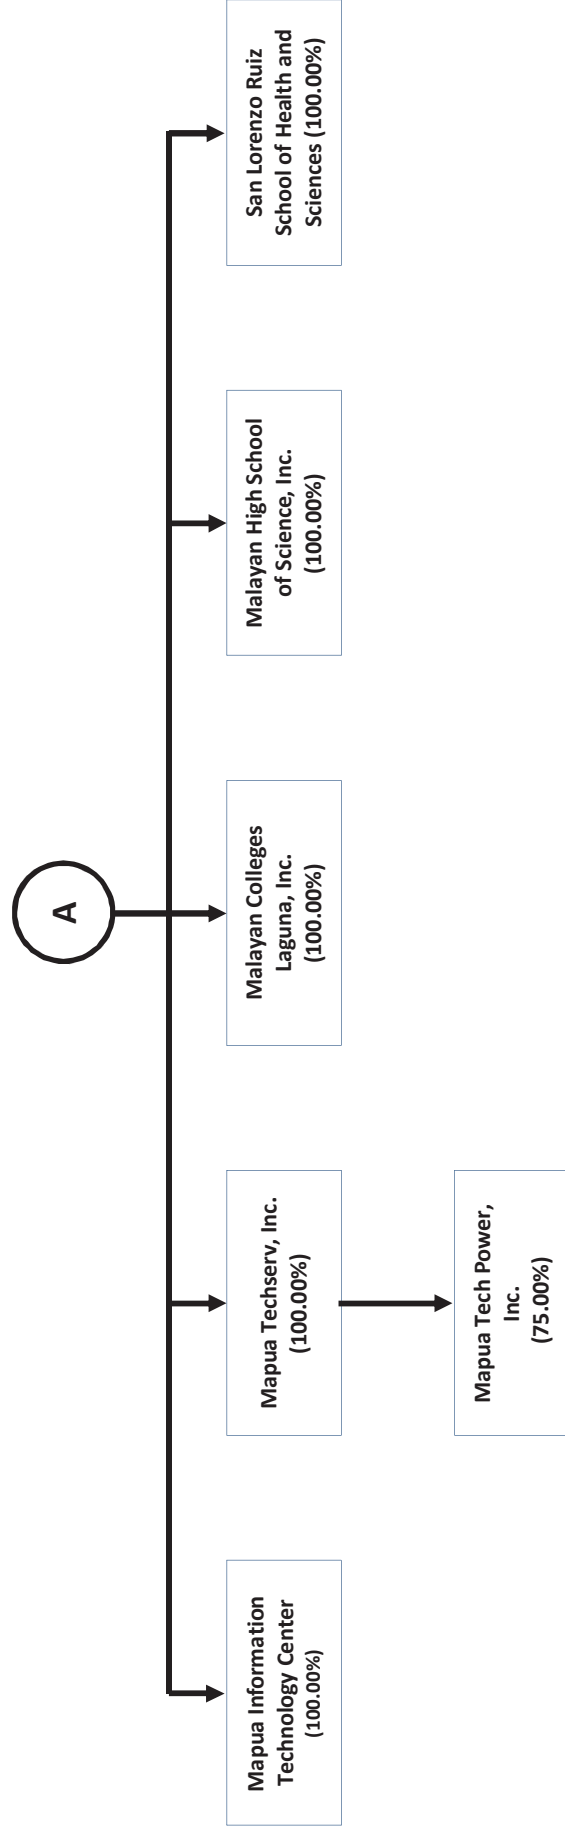 A
Mapua Information
Technology Center
(100.00%)
Mapua Techserv, Inc.
(100.00%)
Malayan Colleges
Laguna, Inc.
(100.00%)
Malayan High School
of Science, Inc.
(100.00%)
San Lorenzo Ruiz
School of Health and
Sciences (100.00%)
Mapua Tech Power,
Inc.
(75.00%)